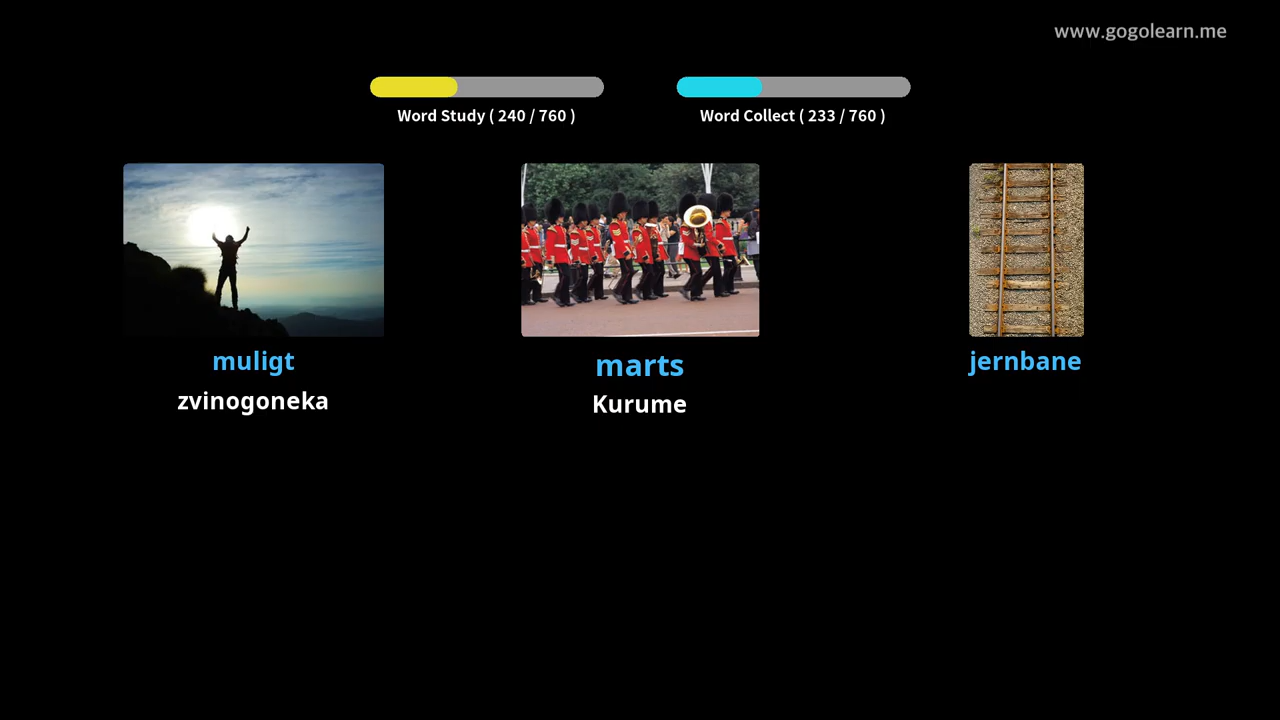 www.gogolearn.me
Word Study ( 240 / 760 )
Word Collect ( 233 / 760 )
muligt
zvinogoneka
marts
Kurume
jernbane